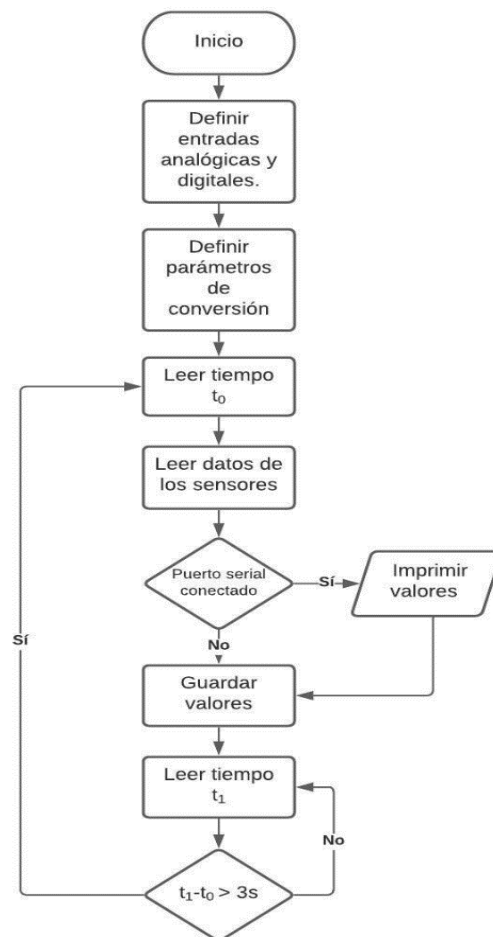 Inicio
Definir
entradas
analógicas y
digitales.
Definir
parámetros
de
conversión
Leer tiempo
t₀
Leer datos de
los sensores
Puerto serial
conectado
Sí
Imprimir
valores
No
Sí
Guardar
valores
Leer tiempo
t₁
No
t₁-t₀ > 3s